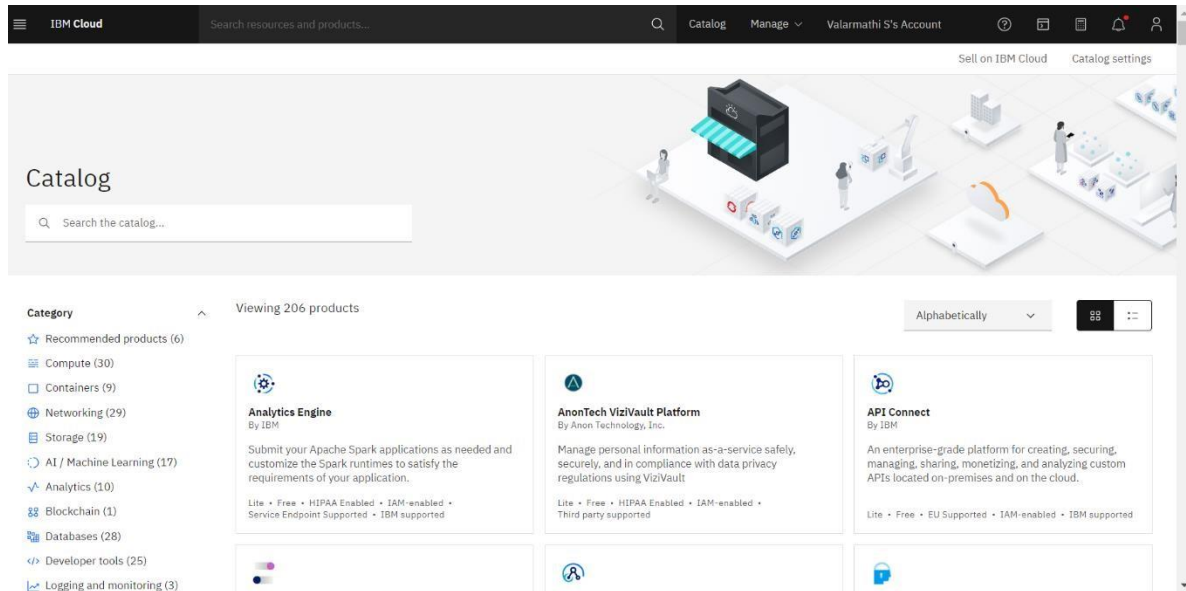 IBM Cloud
Search resources and products...
Catalog
Manage
Valarmathi S's Account
Sell on IBM Cloud
Catalog settings
Catalog
Search the catalog...
Category
Recommended products (6)
Compute (30)
Containers (9)
Networking (29)
Storage (19)
AI / Machine Learning (17)
Analytics (10)
Blockchain (1)
Databases (28)
Developer tools (25)
Logging and monitoring (3)
Viewing 206 products
Alphabetically
Analytics Engine
By IBM
Submit your Apache Spark applications as needed and
customize the Spark runtimes to satisfy the
requirements of your application.
Lite • Free • HIPAA Enabled • IAM-enabled •
Service Endpoint Supported • IBM supported
AnonTech ViziVault Platform
By Anon Technology, Inc.
Manage personal information as-a-service safely,
securely, and in compliance with data privacy
regulations using ViziVault
Lite • Free • HIPAA Enabled • IAM-enabled •
Third party supported
API Connect
By IBM
An enterprise-grade platform for creating, securing,
managing, sharing, monetizing, and analyzing custom
APIs located on-premises and on the cloud.
Lite • Free • EU Supported • IAM-enabled • IBM supported